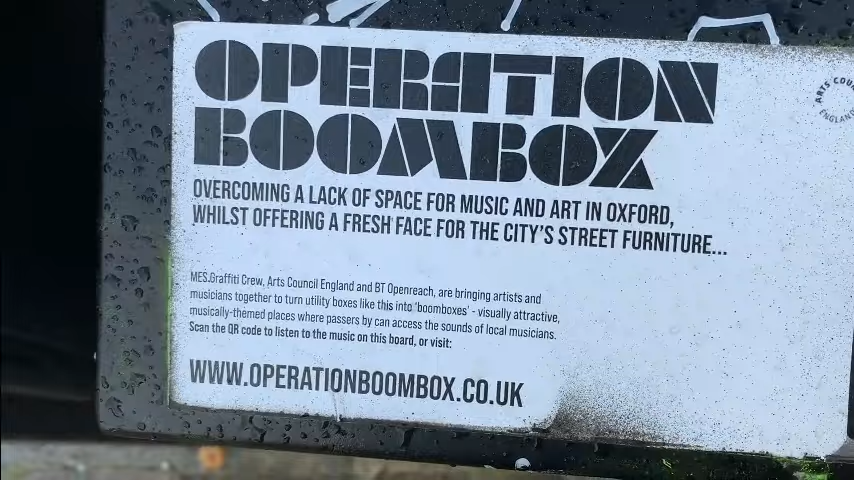 OPERATION
BOOMBOX
OVERCOMING A LACK OF SPACE FOR MUSIC AND ART IN OXFORD,
WHILST OFFERING A FRESH FACE FOR THE CITY'S STREET FURNITURE...
MES.Graffiti Crew, Arts Council England and BT Openreach, are bringing artists and
musicians together to turn utility boxes like this into 'boomboxes' - visually attractive,
musically-themed places where passers by can access the sounds of local musicians.
Scan the QR code to listen to the music on this board, or visit:
WWW.OPERATIONBOOMBOX.CO.UK
ARTS